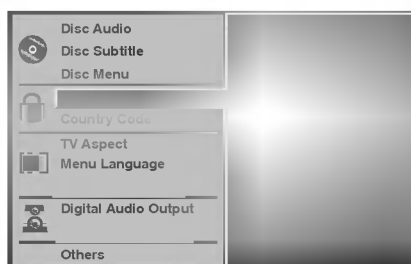 Disc Audio
Disc Subtitle
Disc Menu
Country Code
TV Aspect
Menu Language
Digital Audio Output
Others